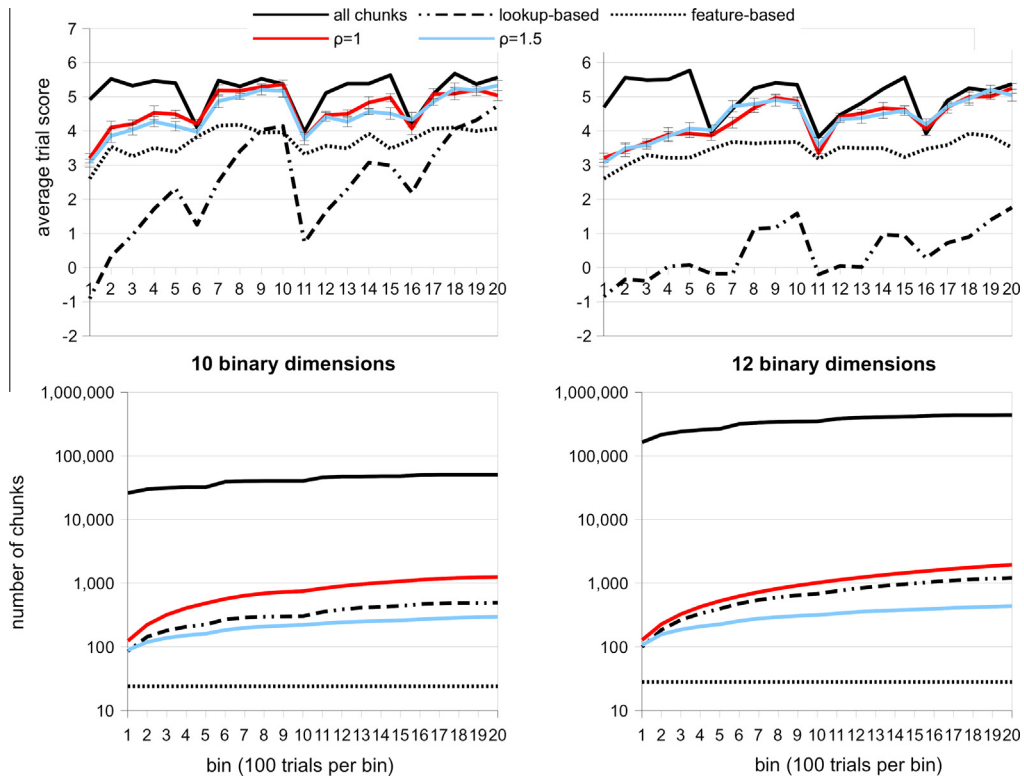 all chunks lookup-based feature-based
ρ=1 ρ=1.5
average trial score
7
6
5
4
3
2
1
0
-1
-2
1 2 3 4 5 6 7 8 9 10 11 12 13 14 15 16 17 18 19 20
7
6
5
4
3
2
1
0
-1
-2
1 2 3 4 5 6 7 8 9 10 11 12 13 14 15 16 17 18 19 20
10 binary dimensions
12 binary dimensions
number of chunks
1,000,000
100,000
10,000
1,000
100
10
1 2 3 4 5 6 7 8 9 10 11 12 13 14 15 16 17 18 19 20
bin (100 trials per bin)
1,000,000
100,000
10,000
1,000
100
10
1 2 3 4 5 6 7 8 9 10 11 12 13 14 15 16 17 18 19 20
bin (100 trials per bin)